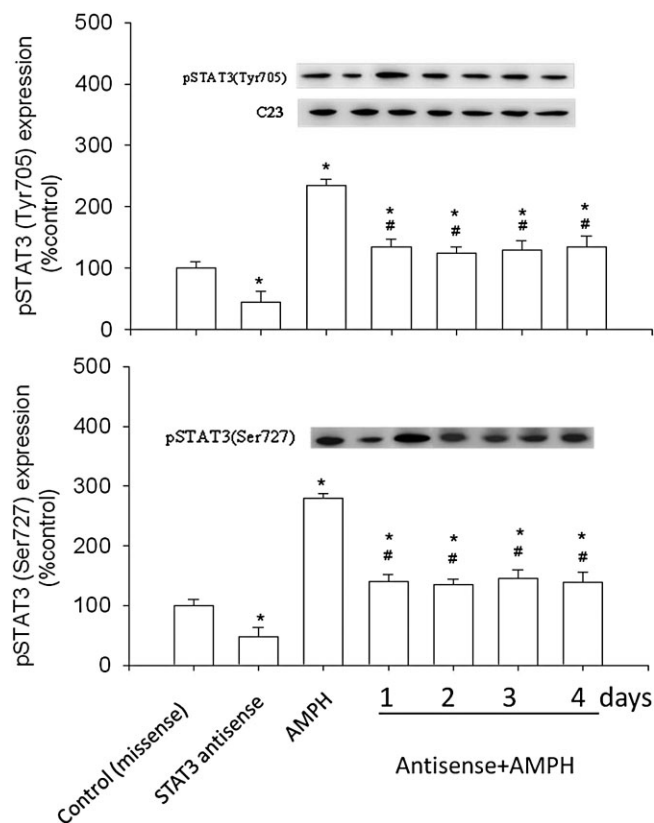 pSTAT3 (Tyr705) expression
(%control)
500
400
300
200
100
0
pSTAT3(Tyr705)
C23
*
*
*
#
*
#
*
#
*
#
pSTAT3 (Ser727) expression
(%control)
500
400
300
200
100
0
pSTAT3(Ser727)
*
*
*
#
*
#
*
#
*
#
Control (missense)
STAT3 antisense
AMPH
1 2 3 4 days
Antisense+AMPH